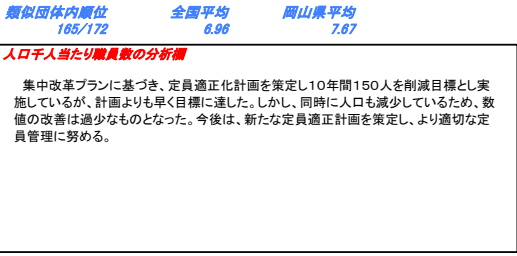 類似団体内順位 全国平均 岡山県平均
165/172 6.96 7.67
人口千人当たり職員数の分析欄
集中改革プランに基づき、定員適正化計画を策定し10年間150人を削減目標とし実
施しているが、計画よりも早く目標に達した。しかし、同時に人口も減少しているため、数
値の改善は過少なものとなった。今後は、新たな定員適正計画を策定し、より適切な定
員管理に努める。